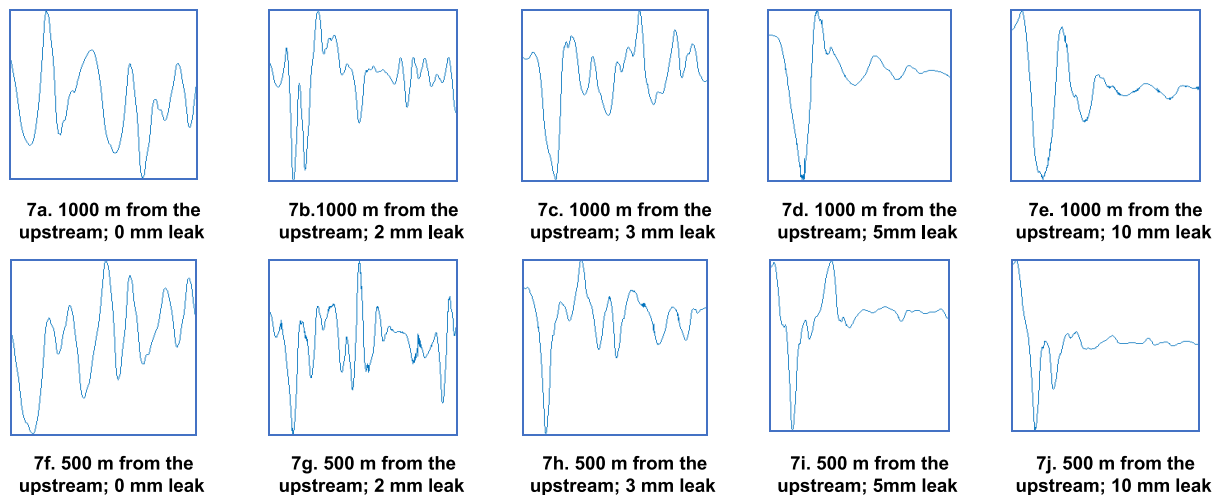 7a. 1000 m from the
upstream; 0 mm leak
7b.1000 m from the
upstream; 2 mm leak
7c. 1000 m from the
upstream; 3 mm leak
7d. 1000 m from the
upstream; 5mm leak
7e. 1000 m from the
upstream; 10 mm leak
7f. 500 m from the
upstream; 0 mm leak
7g. 500 m from the
upstream; 2 mm leak
7h. 500 m from the
upstream; 3 mm leak
7i. 500 m from the
upstream; 5mm leak
7j. 500 m from the
upstream; 10 mm leak